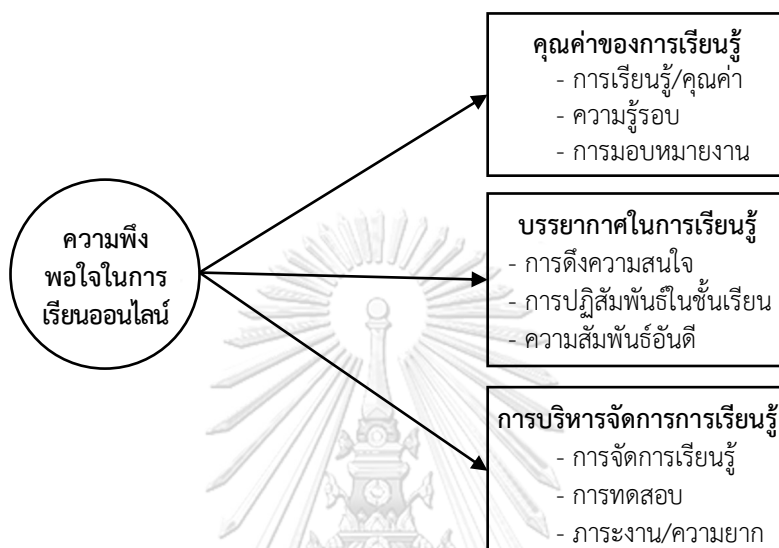 ความพึง
พอใจในการ
เรียนออนไลน์
คุณค่าของการเรียนรู้
- การเรียนรู้/คุณค่า
- ความรู้รอบ
- การมอบหมายงาน
บรรยากาศในการเรียนรู้
- การดึงความสนใจ
- การปฏิสัมพันธ์ในชั้นเรียน
- ความสัมพันธ์อันดี
การบริหารจัดการการเรียนรู้
- การจัดการเรียนรู้
- การทดสอบ
- ภาระงาน/ความยาก